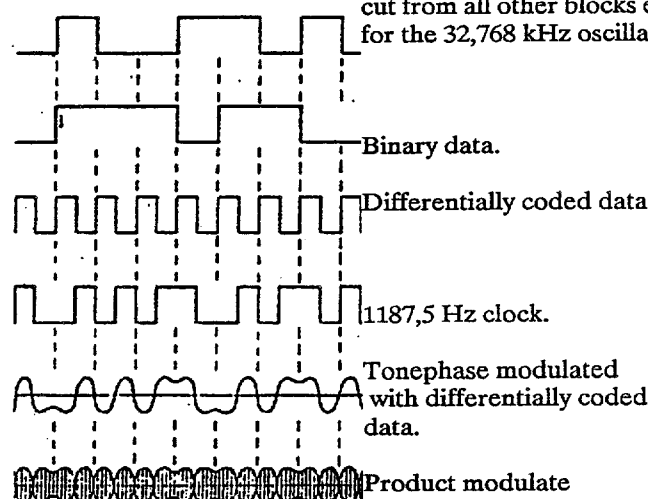 cut from all other blocks e
for the 32,768 kHz oscilla
Binary data.
Differentially coded data
1187,5 Hz clock.
Tonephase modulated
with differentially coded
data.
Product modulate